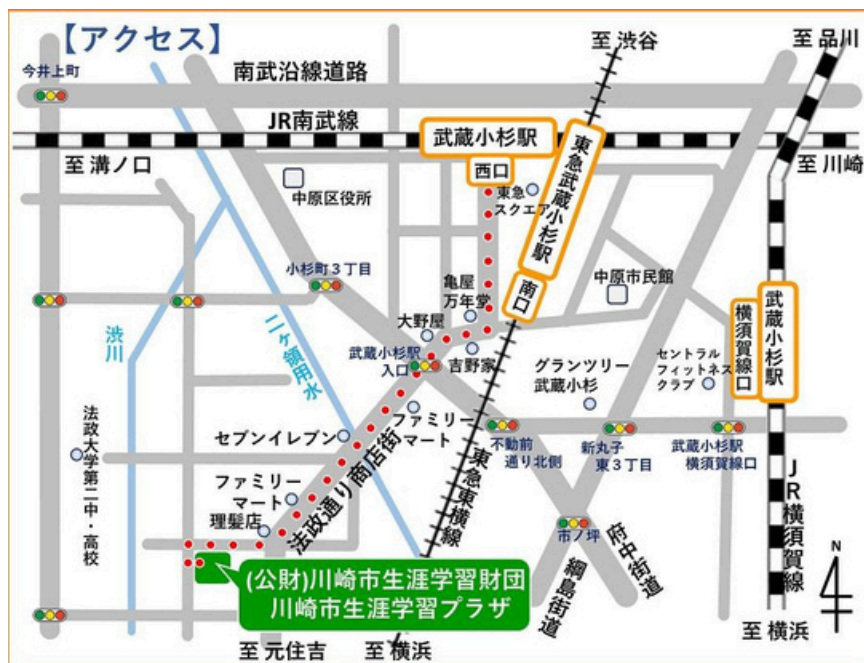 【アクセス】
至 渋谷
至 品川
今井上町
南武沿線道路
JR南武線
武蔵小杉駅
至 溝ノ口
西口
至 川崎
東急武蔵小杉駅
中原区役所
東急
スクエア
小杉町3丁目
亀屋
万年堂
南口
中原市民館
大野屋
渋川
二ヶ領用水
武蔵小杉駅
入口
吉野家
グランツリー
武蔵小杉
セントラル
フィットネス
クラブ
横須賀線口
武蔵小杉駅
ファミリー
マート
セブンイレブン
不動前
通り北側
新丸子
東3丁目
武蔵小杉駅
横須賀線口
法政大学第二中・高校
法政通り商店街
東急東横線
JR横須賀線
ファミリー
マート
理髪店
市ノ坪
府中街道
綱島街道
N
(公財)川崎市生涯学習財団
川崎市生涯学習プラザ
至 元住吉
至 横浜
至 横浜